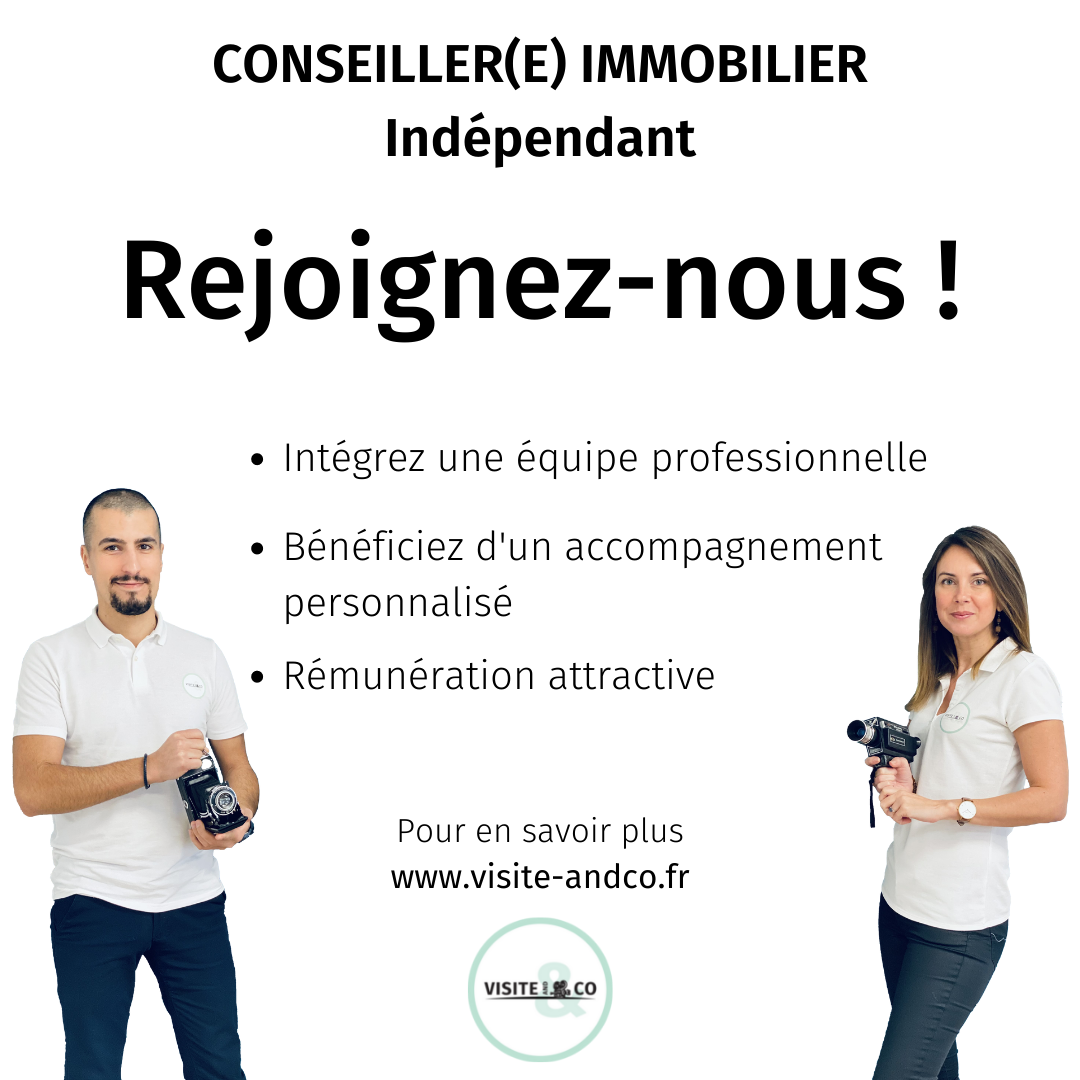 CONSEILLER(E) IMMOBILIER
Indépendant
Rejoignez-nous !
• Intégrez une équipe professionnelle
• Bénéficiez d'un accompagnement
personnalisé
• Rémunération attractive
Pour en savoir plus
www.visite-andco.fr
VISITE AND & CO